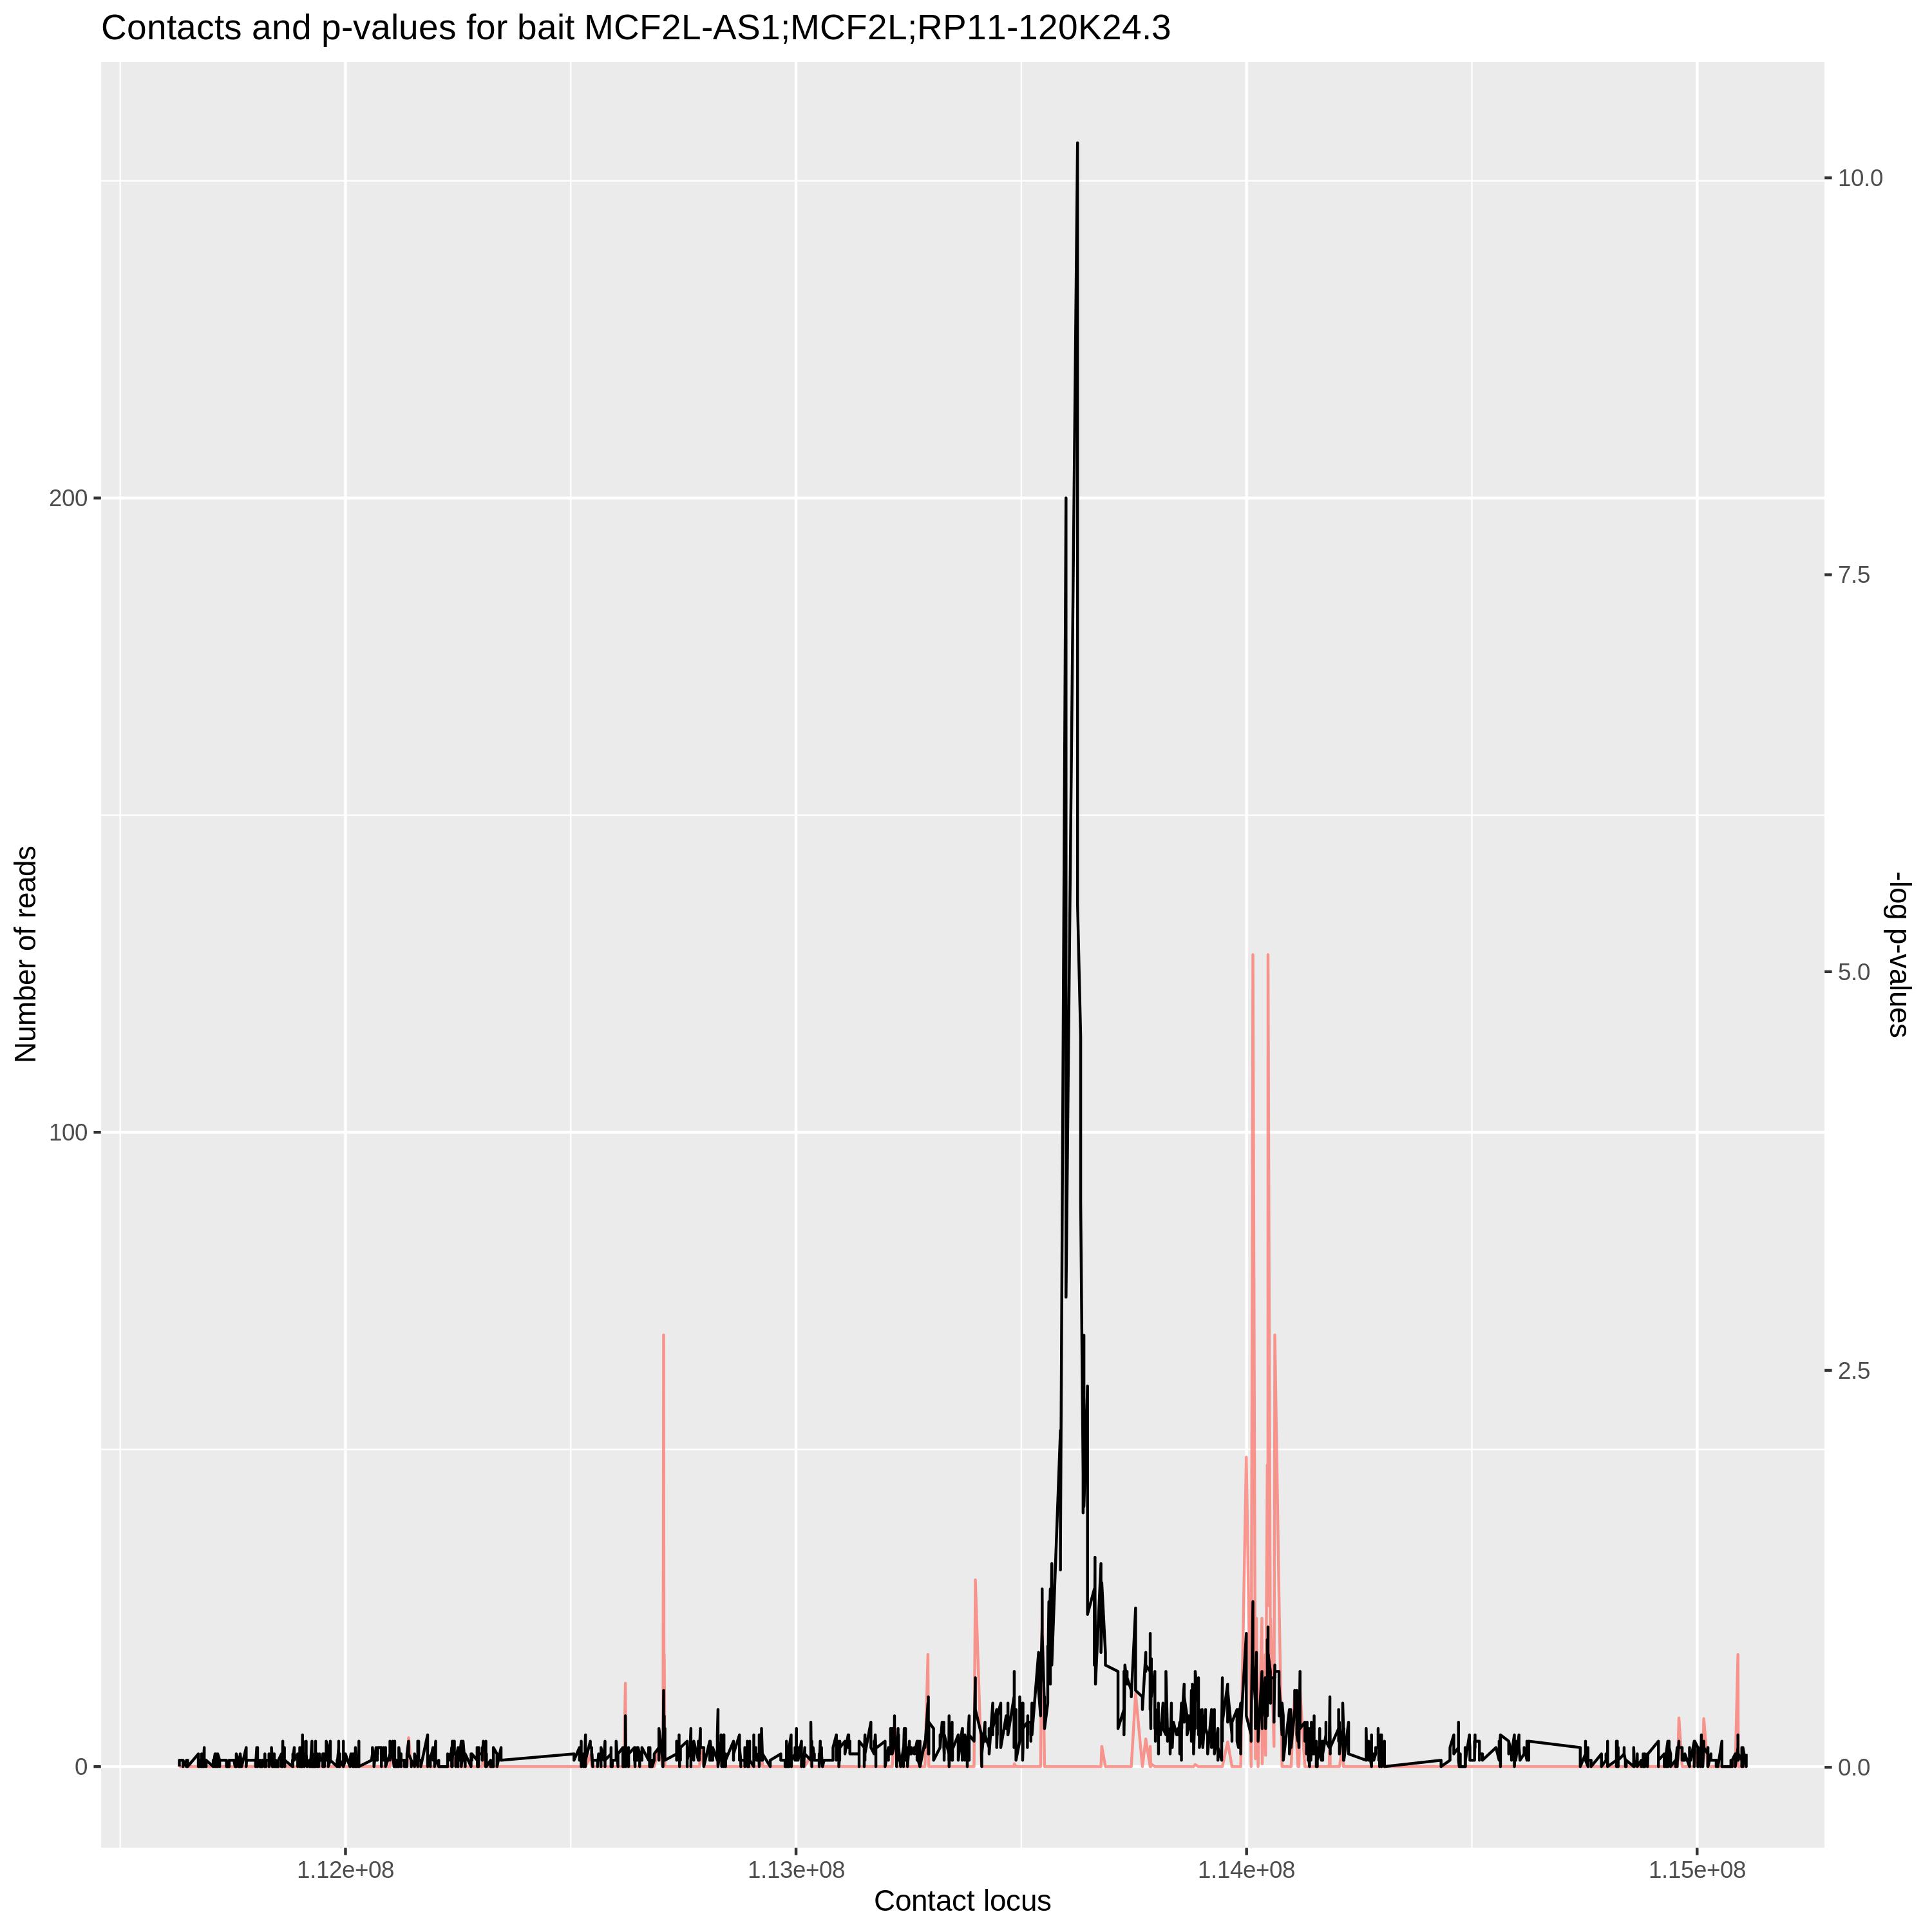 Contacts and p-values for bait MCF2L-AS1;MCF2L;RP11-120K24.3
10.0
200
7.5
Number of reads
-log p-values
5.0
100
2.5
0
0.0
1.12e+08
1.13e+08
1.14e+08
1.15e+08
Contact locus